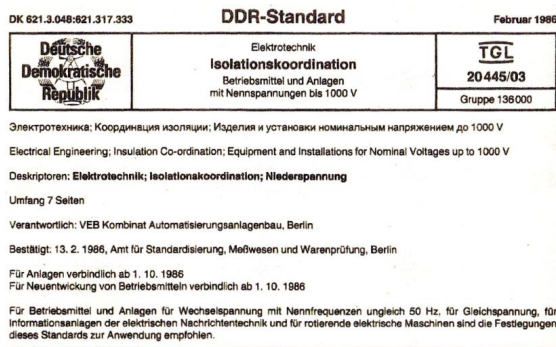 DK 621.3.048:621.317.333 DDR-Standard Februar 1986
Deutsche Demokratische Republik
Elektrotechnik
Isolationskoordination
Betriebsmittel und Anlagen
mit Nennspannungen bis 1000 V
TGL
20 445/03
Gruppe 136000
Электротехника; Координация изоляции; Изделия и установки номинальным напряжением до 1000 V
Electrical Engineering; Insulation Co-ordination; Equipment and Installations for Nominal Voltages up to 1000 V
Deskriptoren: Elektrotechnik; Isolationskoordination; Niederspannung
Umfang 7 Seiten
Verantwortlich: VEB Kombinat Automatisierungsanlagenbau, Berlin
Bestätigt: 13. 2. 1986, Amt für Standardisierung, Meßwesen und Warenprüfung, Berlin
Für Anlagen verbindlich ab 1. 10. 1986
Für Neuentwicklung von Betriebsmitteln verbindlich ab 1. 10. 1986
Für Betriebsmittel und Anlagen für Wechselspannung mit Nennfrequenzen ungleich 50 Hz, für Gleichspannung, für
Informationsanlagen der elektrischen Nachrichtentechnik und für rotierende elektrische Maschinen sind die Festlegungen
dieses Standards zur Anwendung empfohlen.